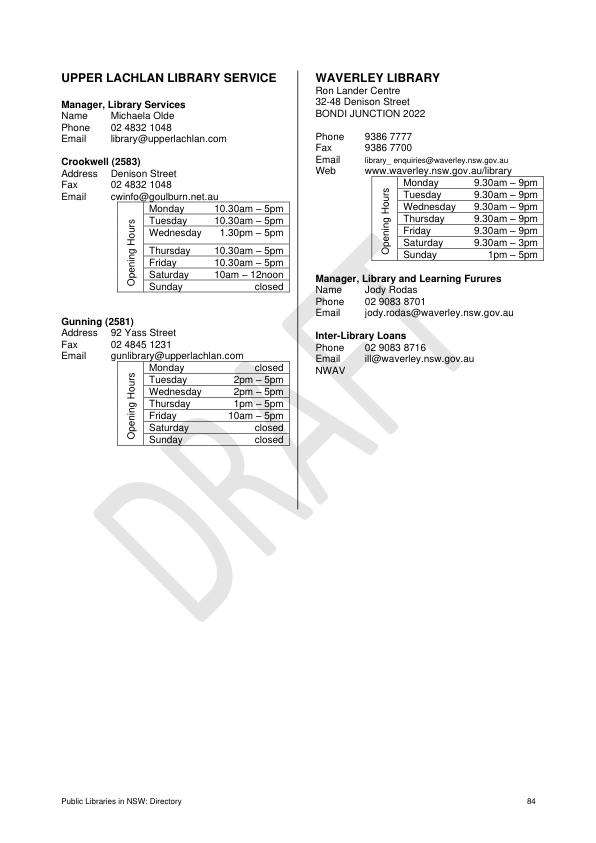 UPPER LACHLAN LIBRARY SERVICE
Manager, Library Services
Name Michaela Olde
Phone 02 4832 1048
Email library@upperlachlan.com
Crookwell (2583)
Address Denison Street
Fax 02 4832 1048
Email cwinfo@goulburn.net.au
Opening Hours
Monday 10.30am – 5pm
Tuesday 10.30am – 5pm
Wednesday 1.30pm – 5pm
Thursday 10.30am – 5pm
Friday 10.30am – 5pm
Saturday 10am – 12noon
Sunday closed
Gunning (2581)
Address 92 Yass Street
Fax 02 4845 1231
Email gunlibrary@upperlachlan.com
Opening Hours
Monday closed
Tuesday 2pm – 5pm
Wednesday 2pm – 5pm
Thursday 1pm – 5pm
Friday 10am – 5pm
Saturday closed
Sunday closed
WAVERLEY LIBRARY
Ron Lander Centre
32-48 Denison Street
BONDI JUNCTION 2022
Phone 9386 7777
Fax 9386 7700
Email library_ enquiries@waverley.nsw.gov.au
Web www.waverley.nsw.gov.au/library
Opening Hours
Monday 9.30am – 9pm
Tuesday 9.30am – 9pm
Wednesday 9.30am – 9pm
Thursday 9.30am – 9pm
Friday 9.30am – 9pm
Saturday 9.30am – 3pm
Sunday 1pm – 5pm
Manager, Library and Learning Furures
Name Jody Rodas
Phone 02 9083 8701
Email jody.rodas@waverley.nsw.gov.au
Inter-Library Loans
Phone 02 9083 8716
Email ill@waverley.nsw.gov.au
NWAV
DRAFT
Public Libraries in NSW: Directory 84